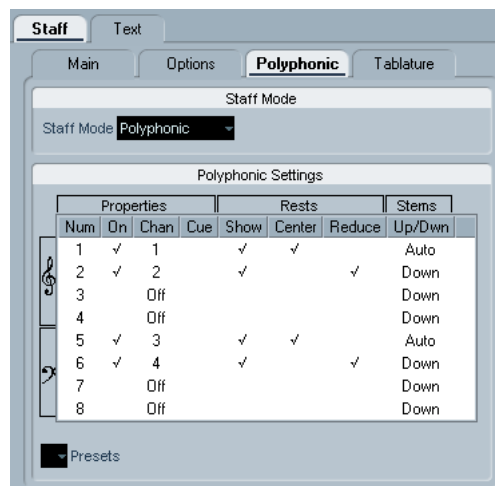 Staff Text
Main Options Polyphonic Tablature
Staff Mode
Staff Mode Polyphonic
Polyphonic Settings
Properties Rests Stems
Num On Chan Cue Show Center Reduce Up/Dwn
1 √ 1 √ √ Auto
2 √ 2 √ √ Down
3 Off Down
4 Off Down
5 √ 3 √ √ Auto
6 √ 4 √ √ Down
7 Off Down
8 Off Down
Presets